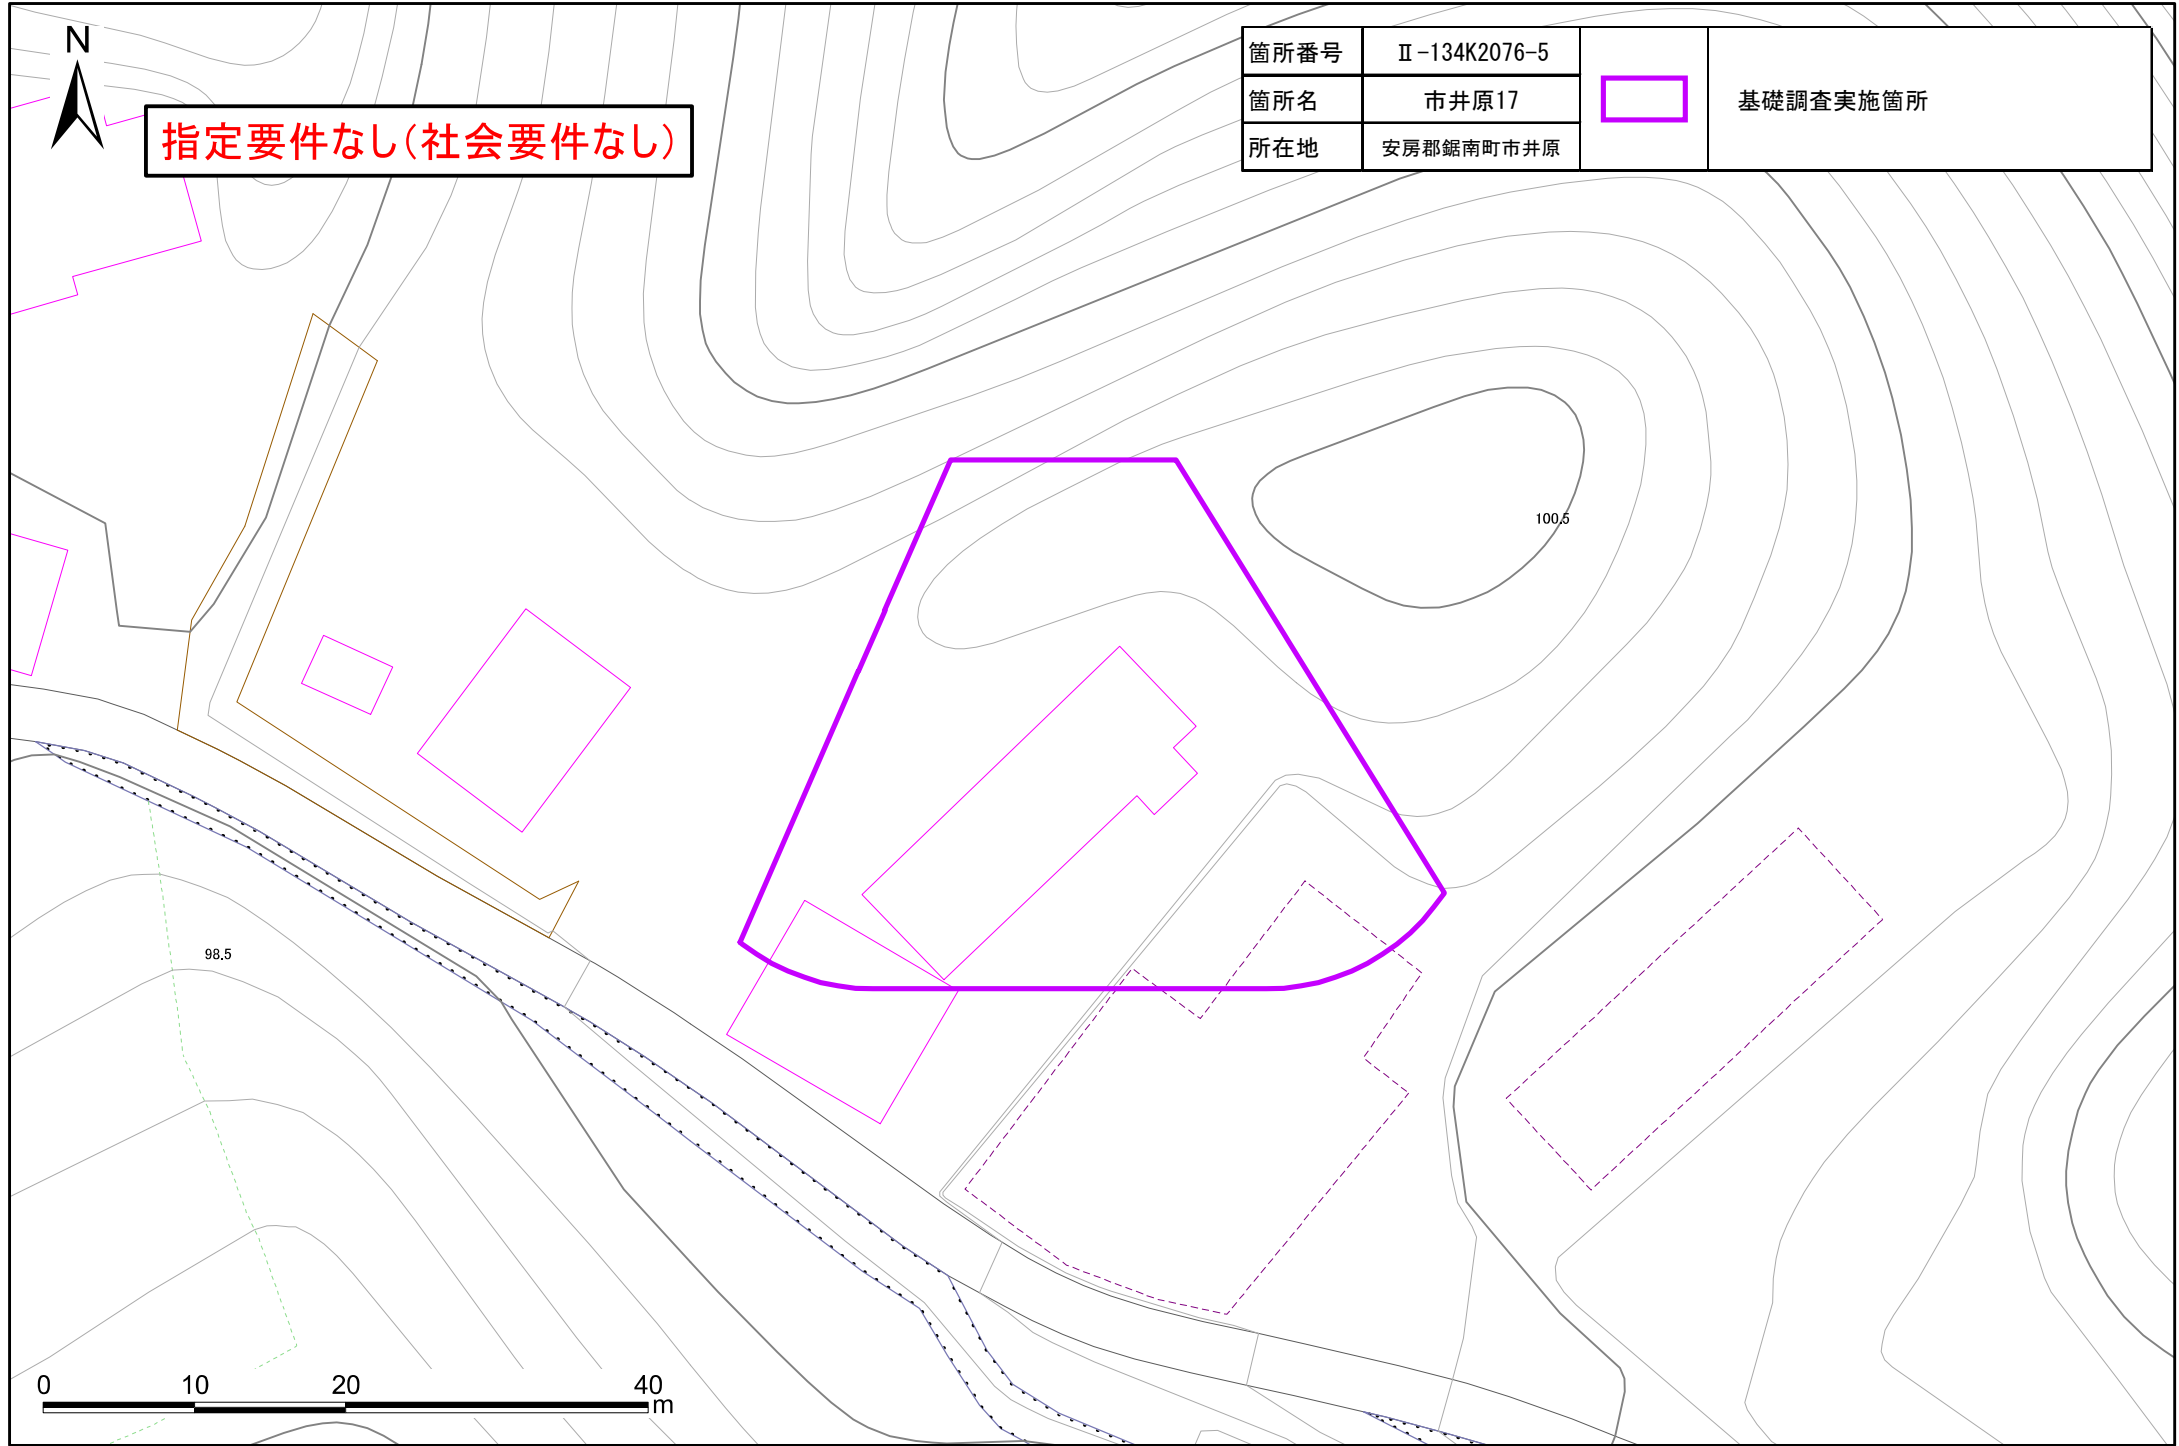 N
指定要件なし(社会要件なし)
箇所番号 Ⅱ-134K2076-5
箇所名 市井原17
所在地 安房郡鋸南町市井原
基礎調査実施箇所
100.5
98.5
0 10 20 40
m